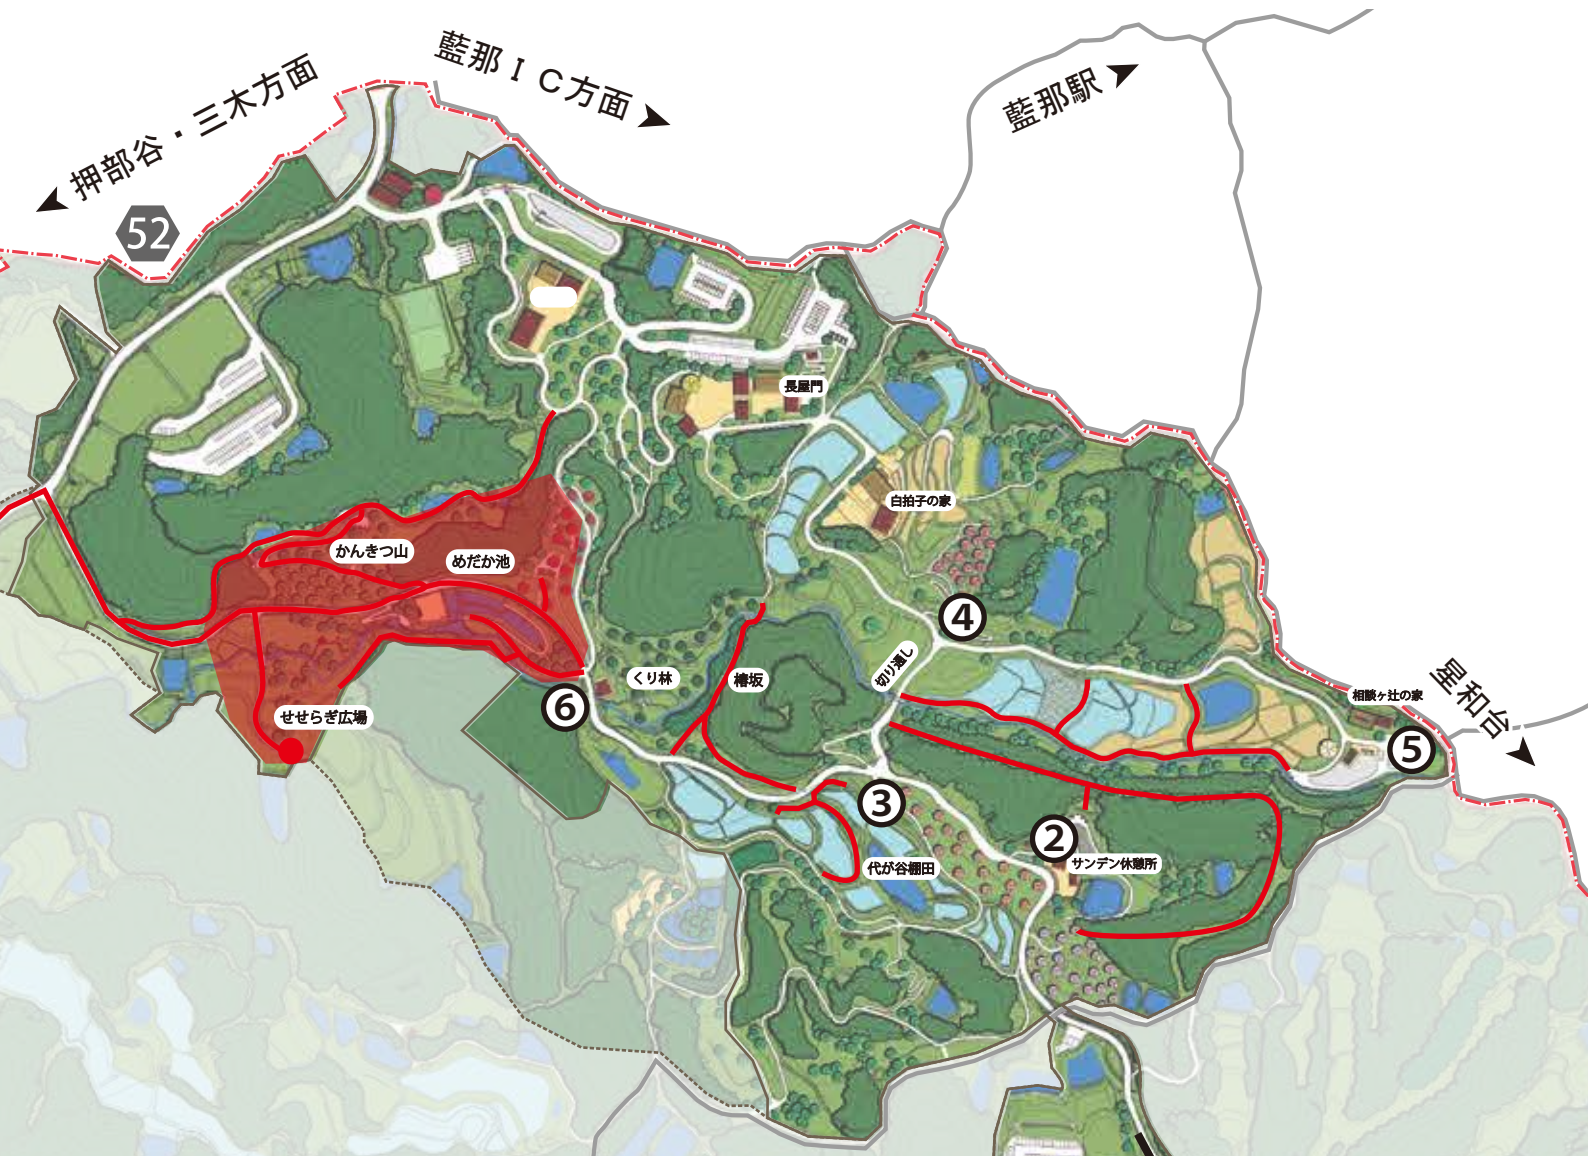 藍那ＩＣ方面
押部谷・三木方面
52
藍那駅
長屋門
白拍子の家
かんきつ山
めだか池
④
切り通し
くり林
椿坂
相談ヶ辻の家
星和台
⑥
せせらぎ広場
⑤
③
②
サンデン休憩所
代が谷棚田